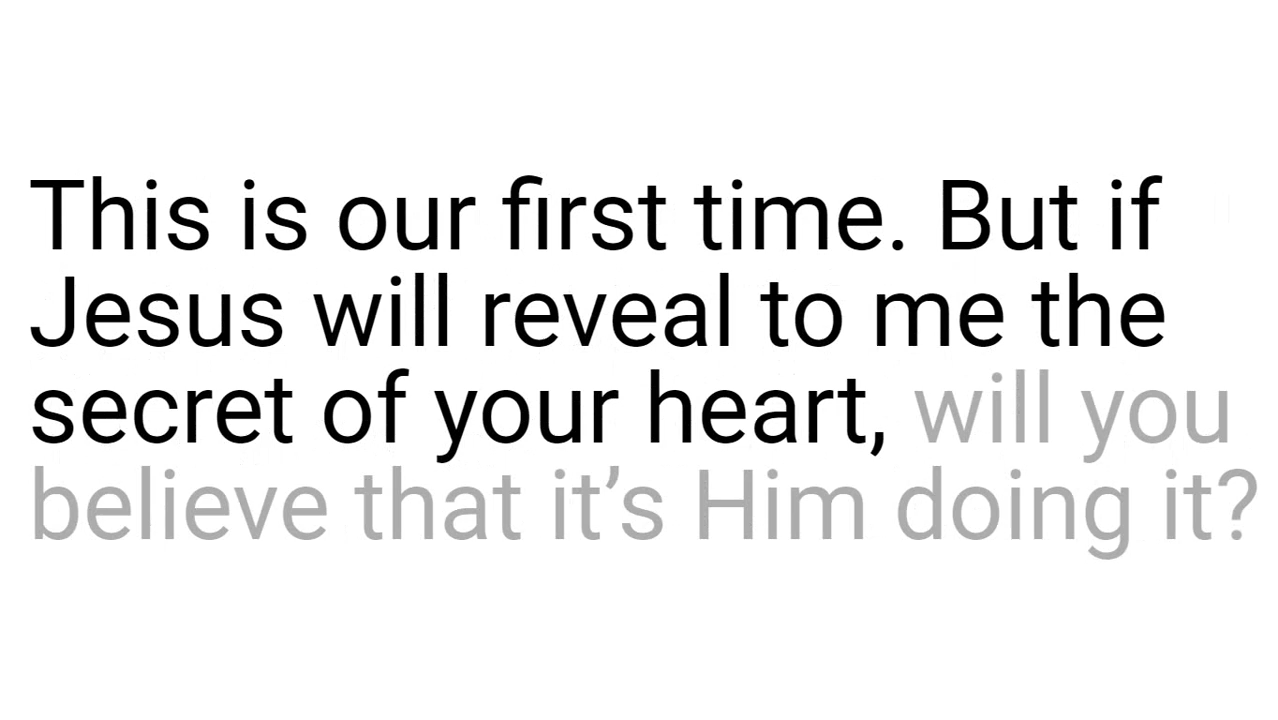 This is our first time. But if
Jesus will reveal to me the
secret of your heart, will you
believe that it’s Him doing it?